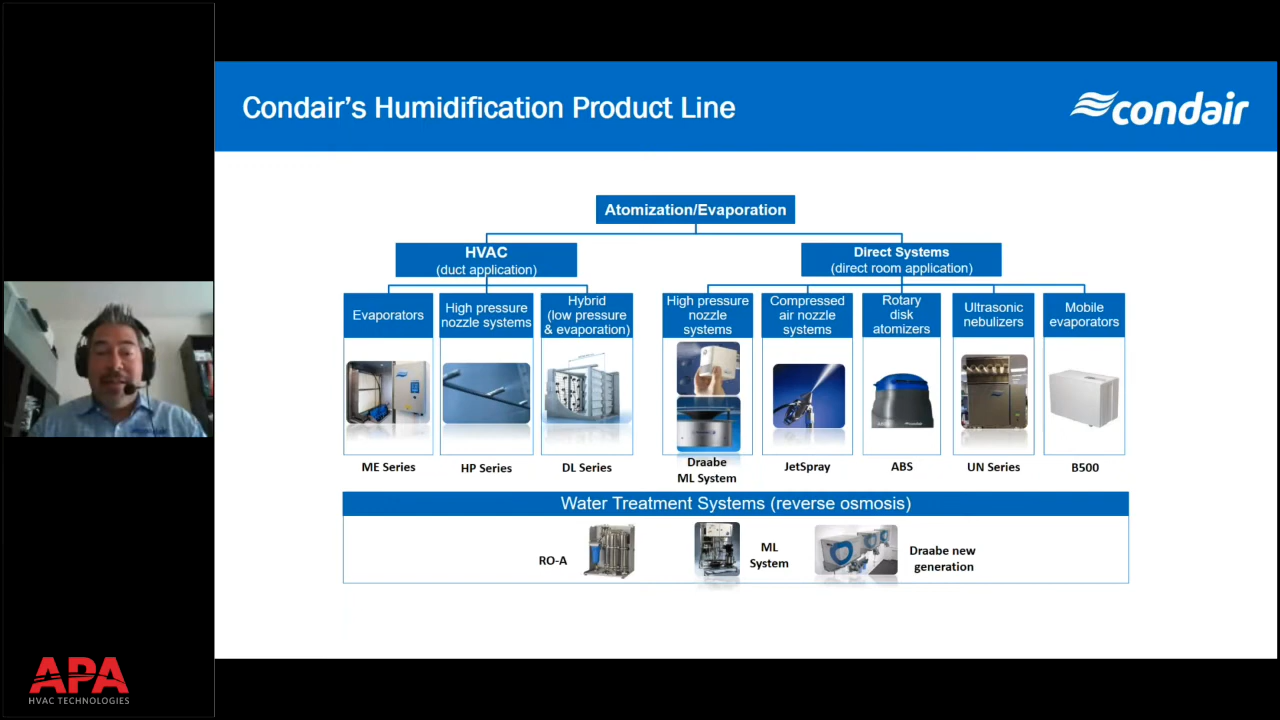 Condair's Humidification Product Line
condair
Atomization/Evaporation
HVAC
(duct application)
Direct Systems
(direct room application)
Evaporators
High pressure
nozzle systems
Hybrid
(low pressure
& evaporation)
High pressure
nozzle
systems
Compressed
air nozzle
systems
Rotary
disk
atomizers
Ultrasonic
nebulizers
Mobile
evaporators
ME Series
HP Series
DL Series
Draabe
ML System
JetSpray
ABS
UN Series
B500
Water Treatment Systems (reverse osmosis)
RO-A
ML
System
Draabe new
generation
APA
HVAC TECHNOLOGIES